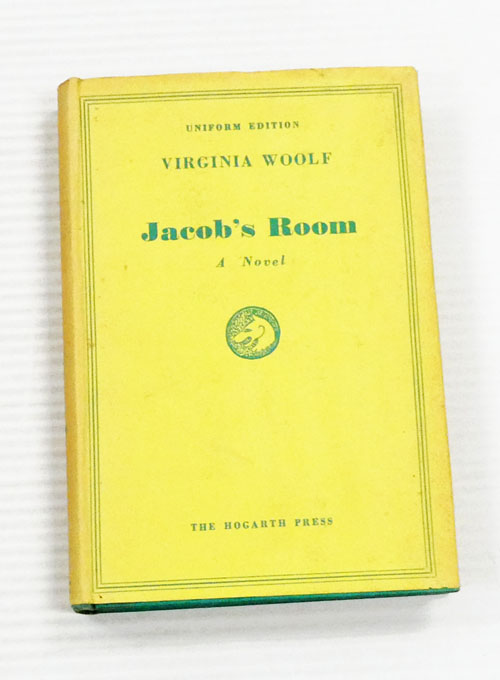 UNIFORM EDITION
VIRGINIA WOOLF
Jacob's Room
A Novel
THE HOGARTH PRESS